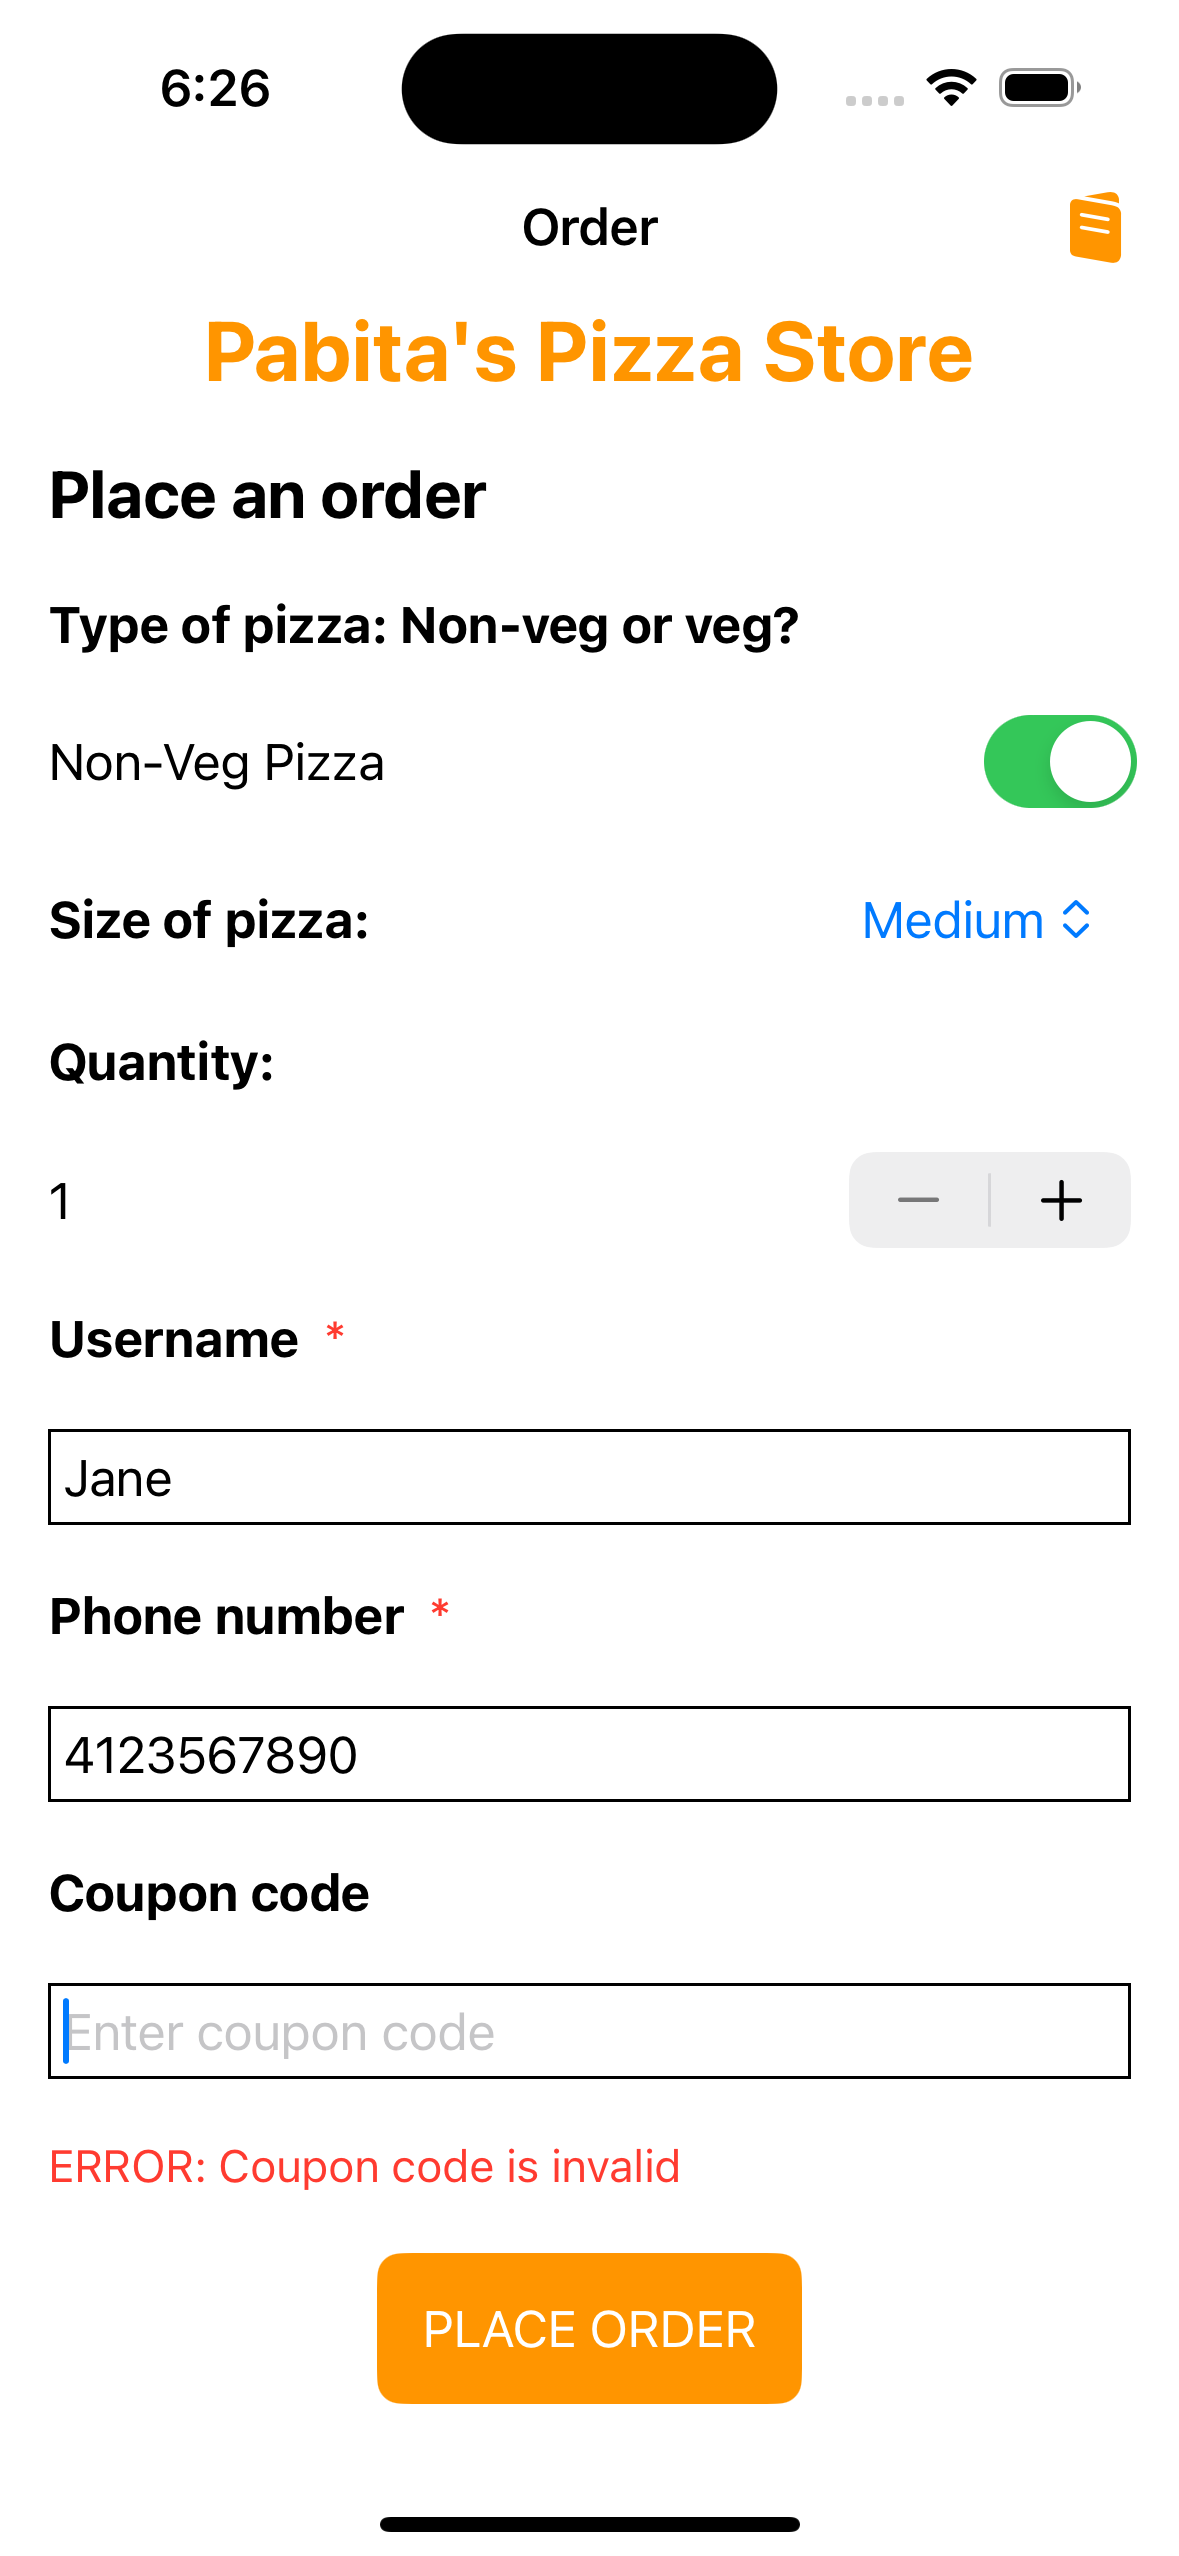 6:26
Order
Pabita's Pizza Store
Place an order
Type of pizza: Non-veg or veg?
Non-Veg Pizza
Size of pizza: Medium
Quantity:
1
Username *
Jane
Phone number *
4123567890
Coupon code
Enter coupon code
ERROR: Coupon code is invalid
PLACE ORDER